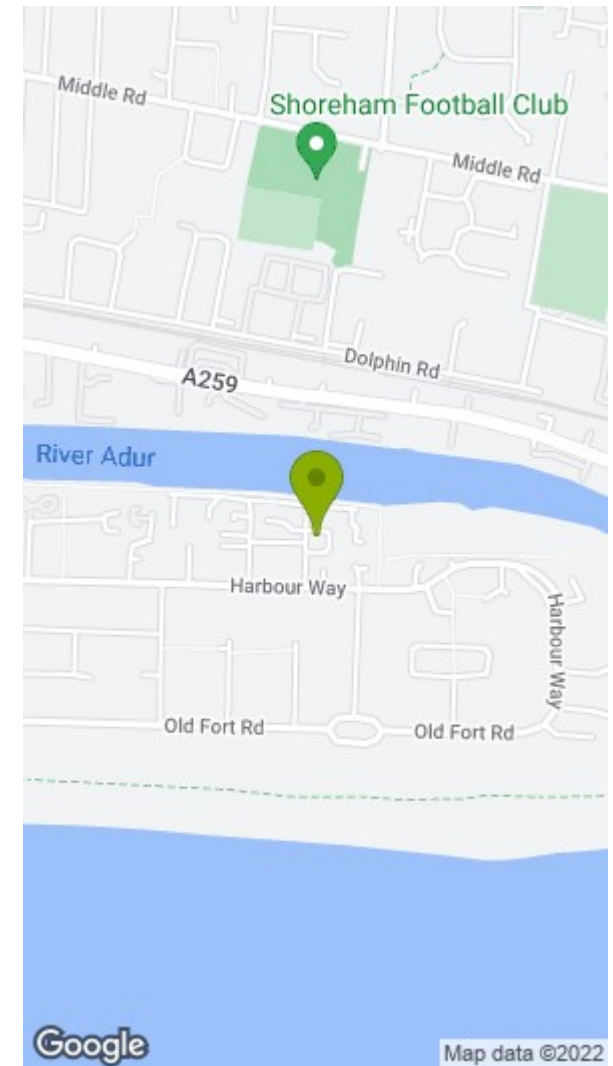 Middle Rd
Shoreham Football Club
Middle Rd
Dolphin Rd
A259
River Adur
Harbour Way
Harbour Way
Old Fort Rd
Old Fort Rd
Google
Map data ©2022